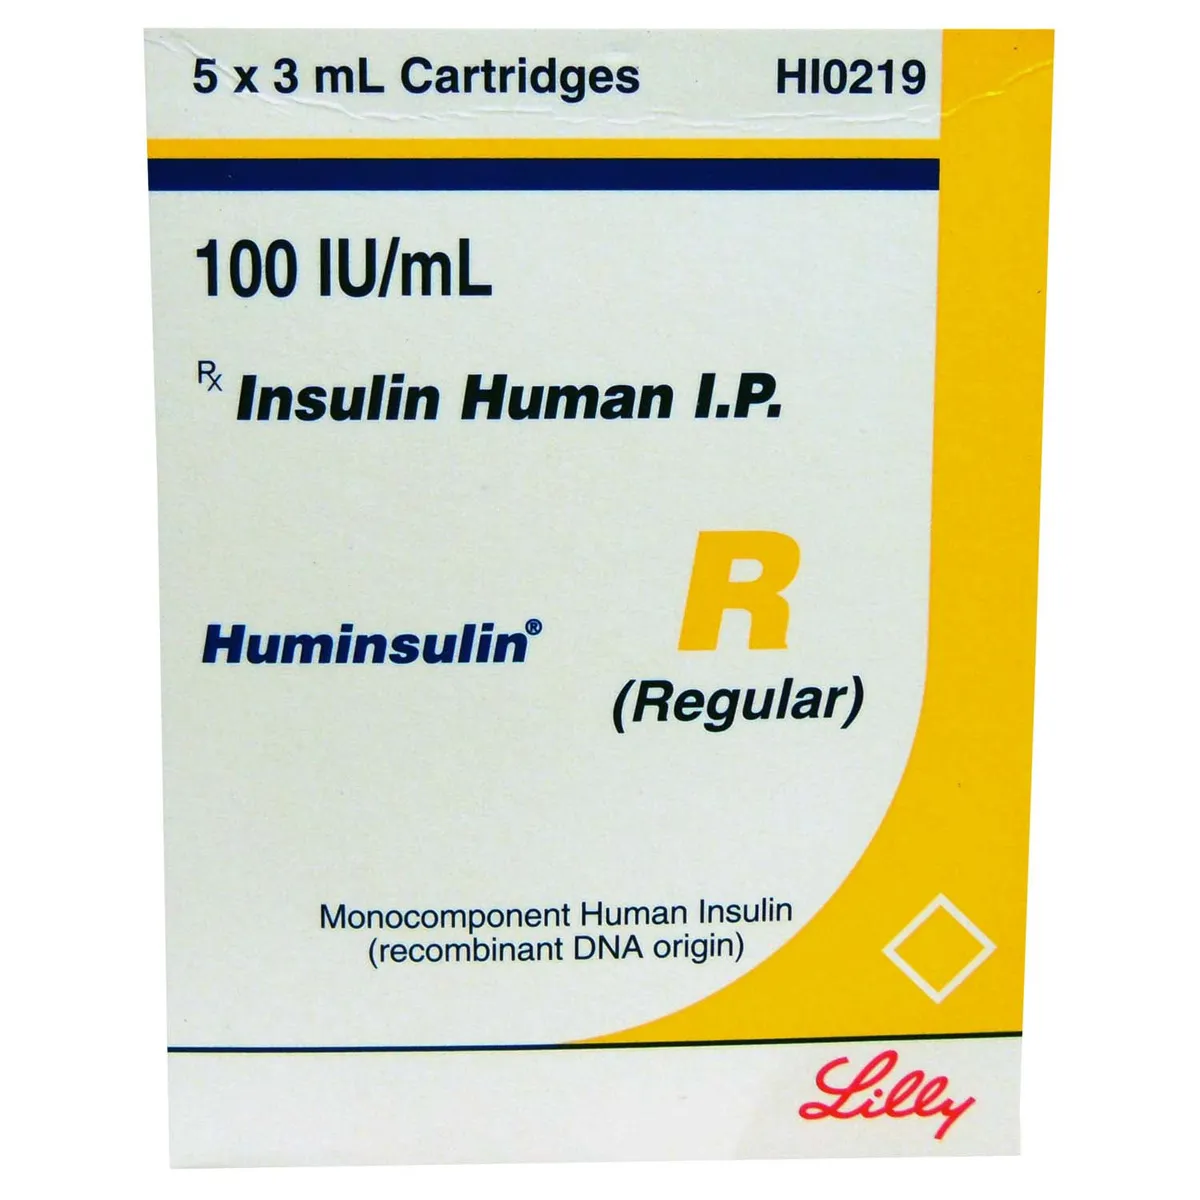 5 x 3 mL Cartridges HI0219
100 IU/mL
Rx Insulin Human I.P.
R
Huminsulin®
(Regular)
Monocomponent Human Insulin
(recombinant DNA origin)
Lilly